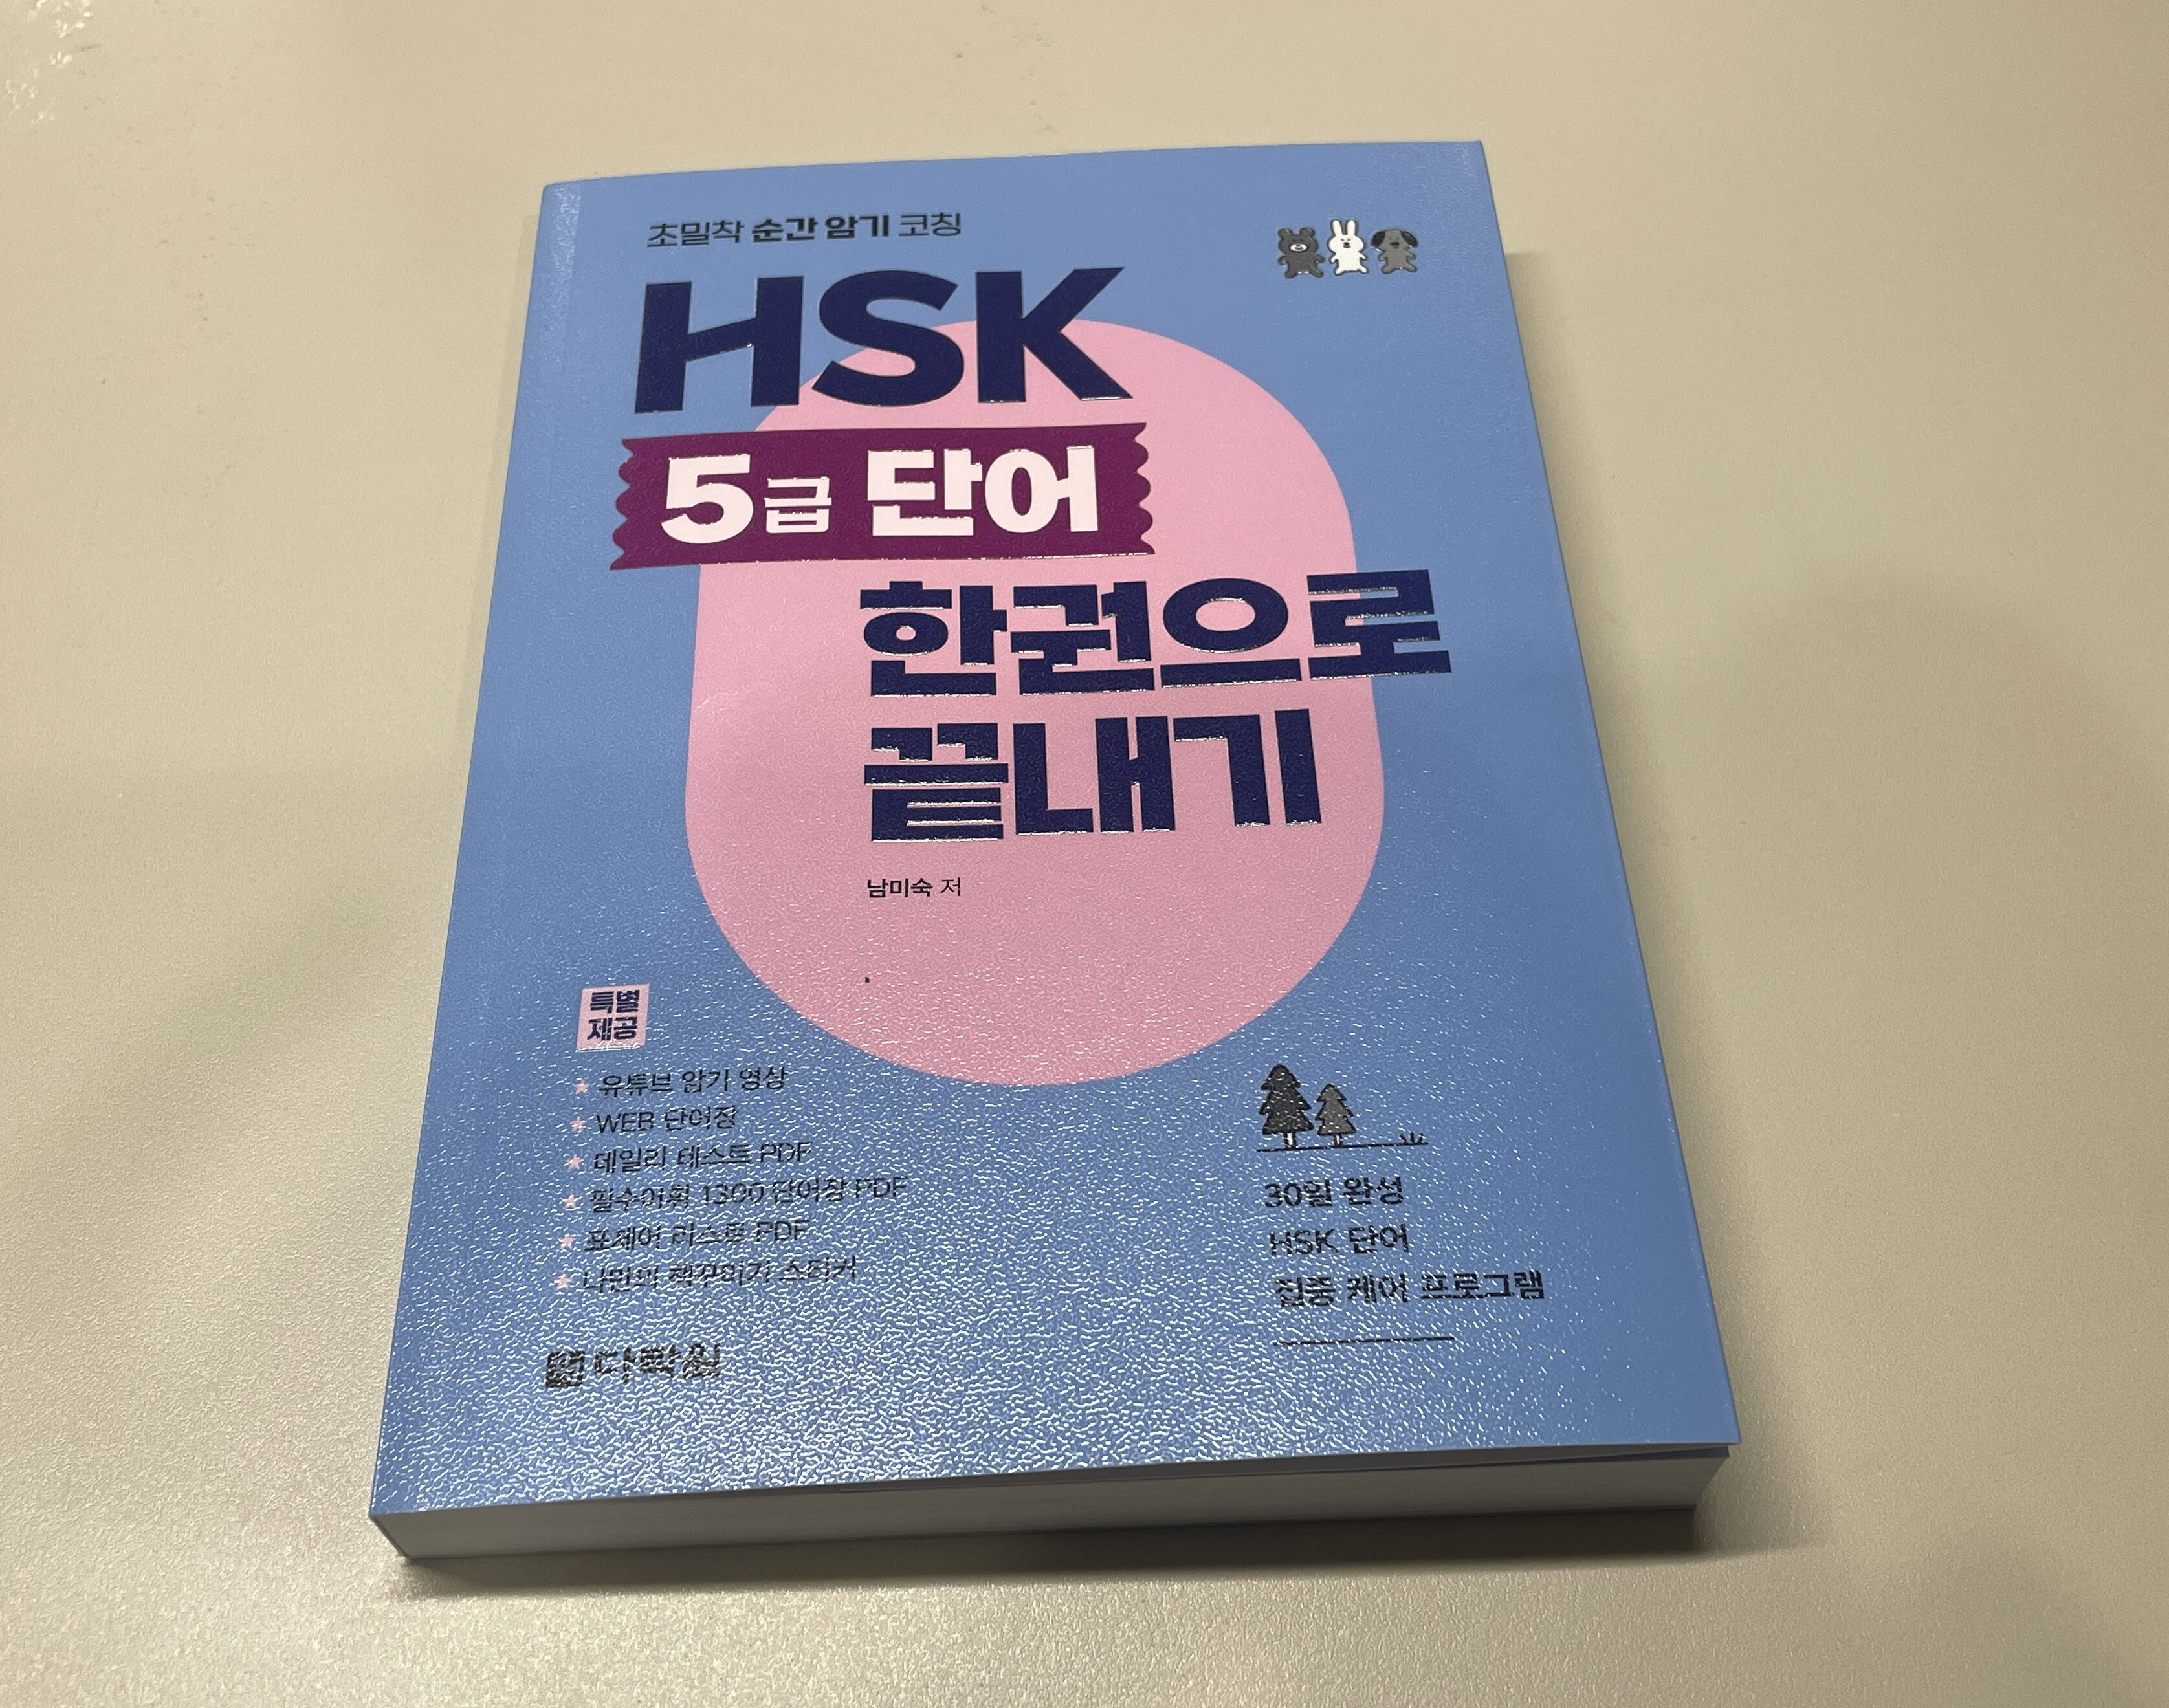 초밀착 순간 암기 코칭
HSK
5급 단어
한권으로
끝내기
남미숙 저
특별
제공
★ 유튜브 암기 영상
★ WEB 단어장
★ 데일리 테스트 PDF
★ 필수어휘 1300 단어장 PDF
★ 표제어 리스트 PDF
★ 나만의 책꾸미기 스티커
다락원
30일 완성
HSK 단어
집중 케어 프로그램